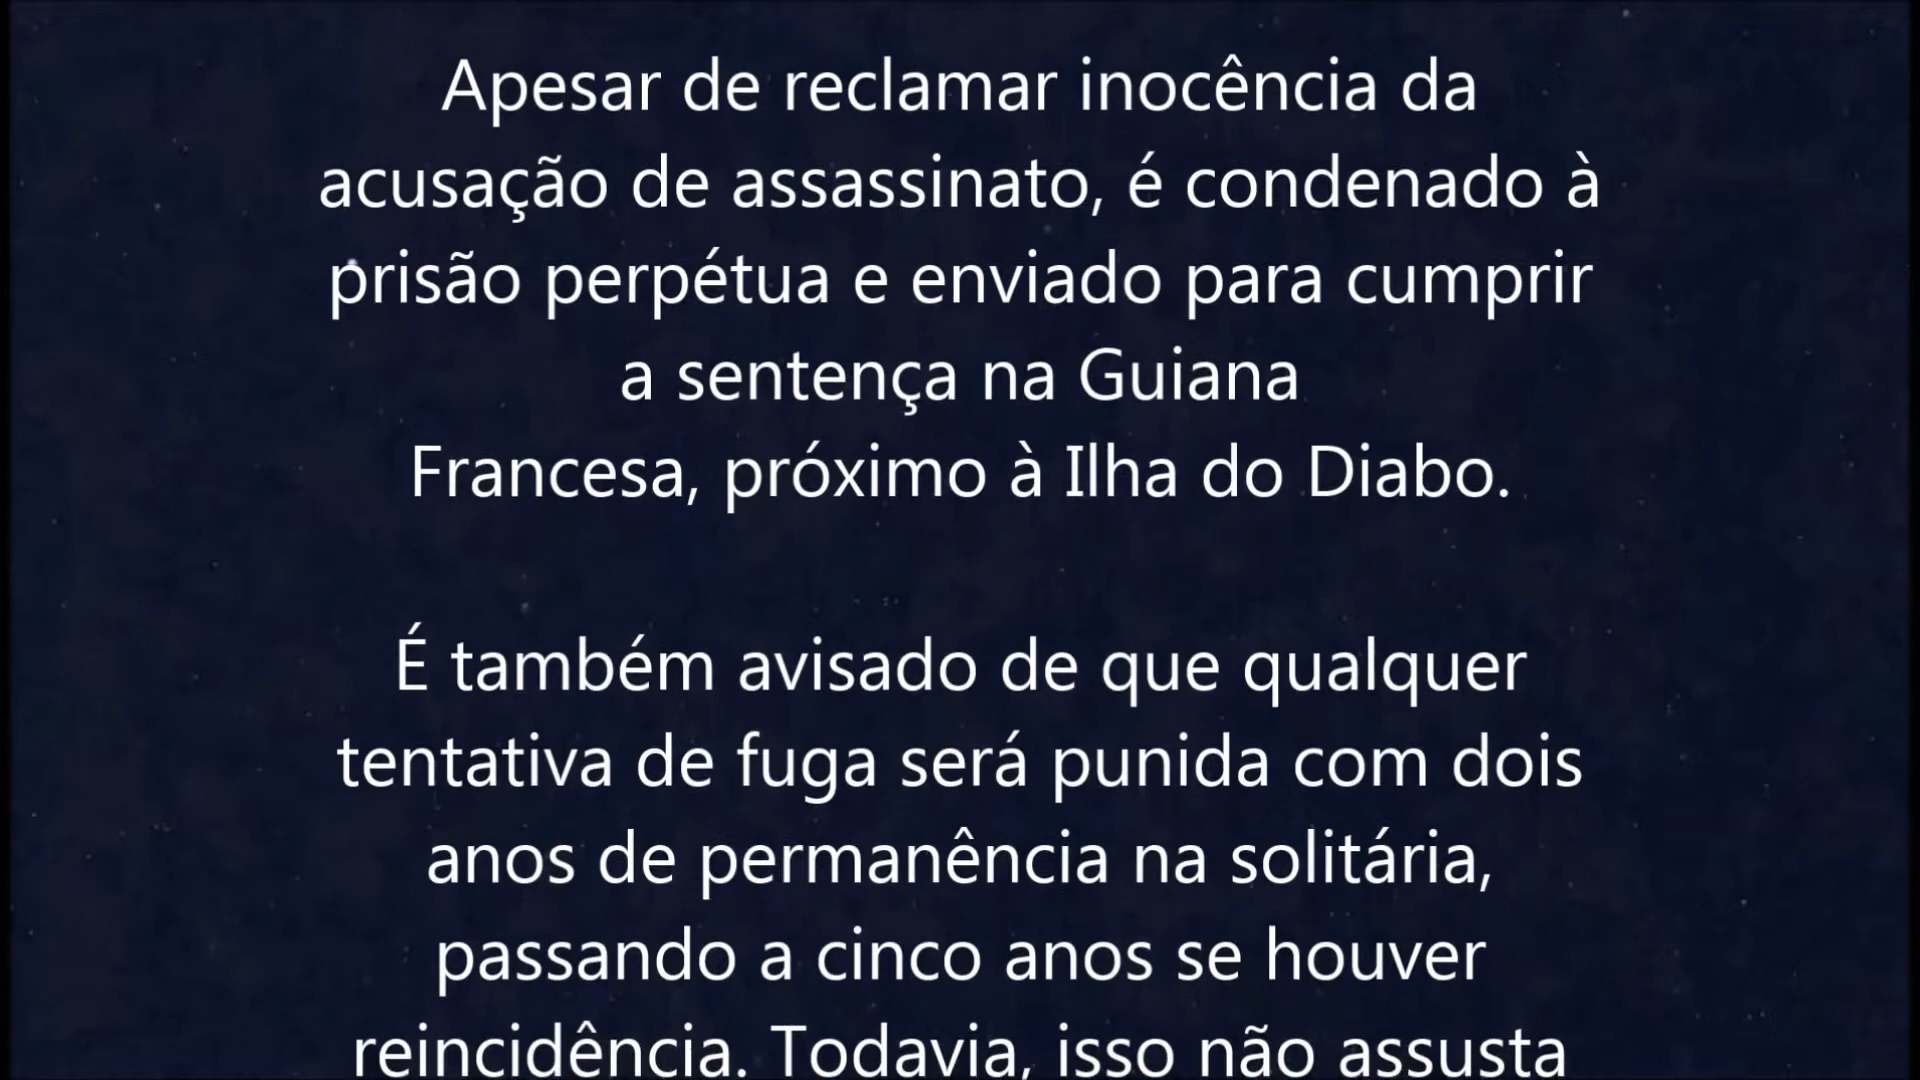 Apesar de reclamar inocência da
acusação de assassinato, é condenado à
prisão perpétua e enviado para cumprir
a sentença na Guiana
Francesa, próximo à Ilha do Diabo.
É também avisado de que qualquer
tentativa de fuga será punida com dois
anos de permanência na solitária,
passando a cinco anos se houver
reincidência. Todavia, isso não assusta